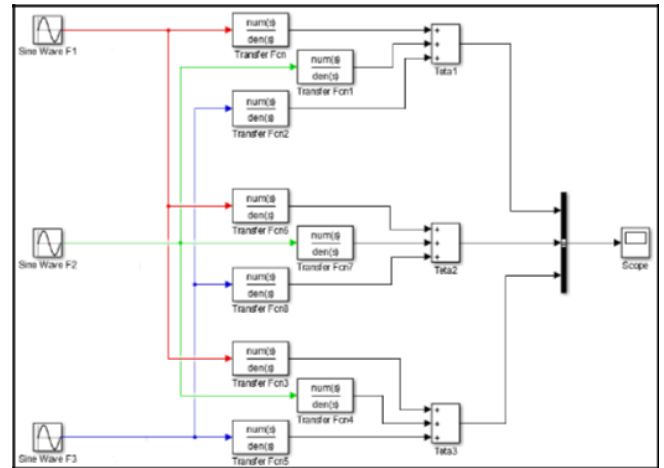 Sine Wave F1
num(s)
den(s)
Transfer Fcn
num(s)
den(s)
Transfer Fcn1
num(s)
den(s)
Transfer Fcn2
+
+
+
Teta1
Sine Wave F2
num(s)
den(s)
Transfer Fcn6
num(s)
den(s)
Transfer Fcn7
num(s)
den(s)
Transfer Fcn8
+
+
+
Teta2
Scope
num(s)
den(s)
Transfer Fcn3
num(s)
den(s)
Transfer Fcn4
Sine Wave F3
num(s)
den(s)
Transfer Fcn5
+
+
+
Teta3